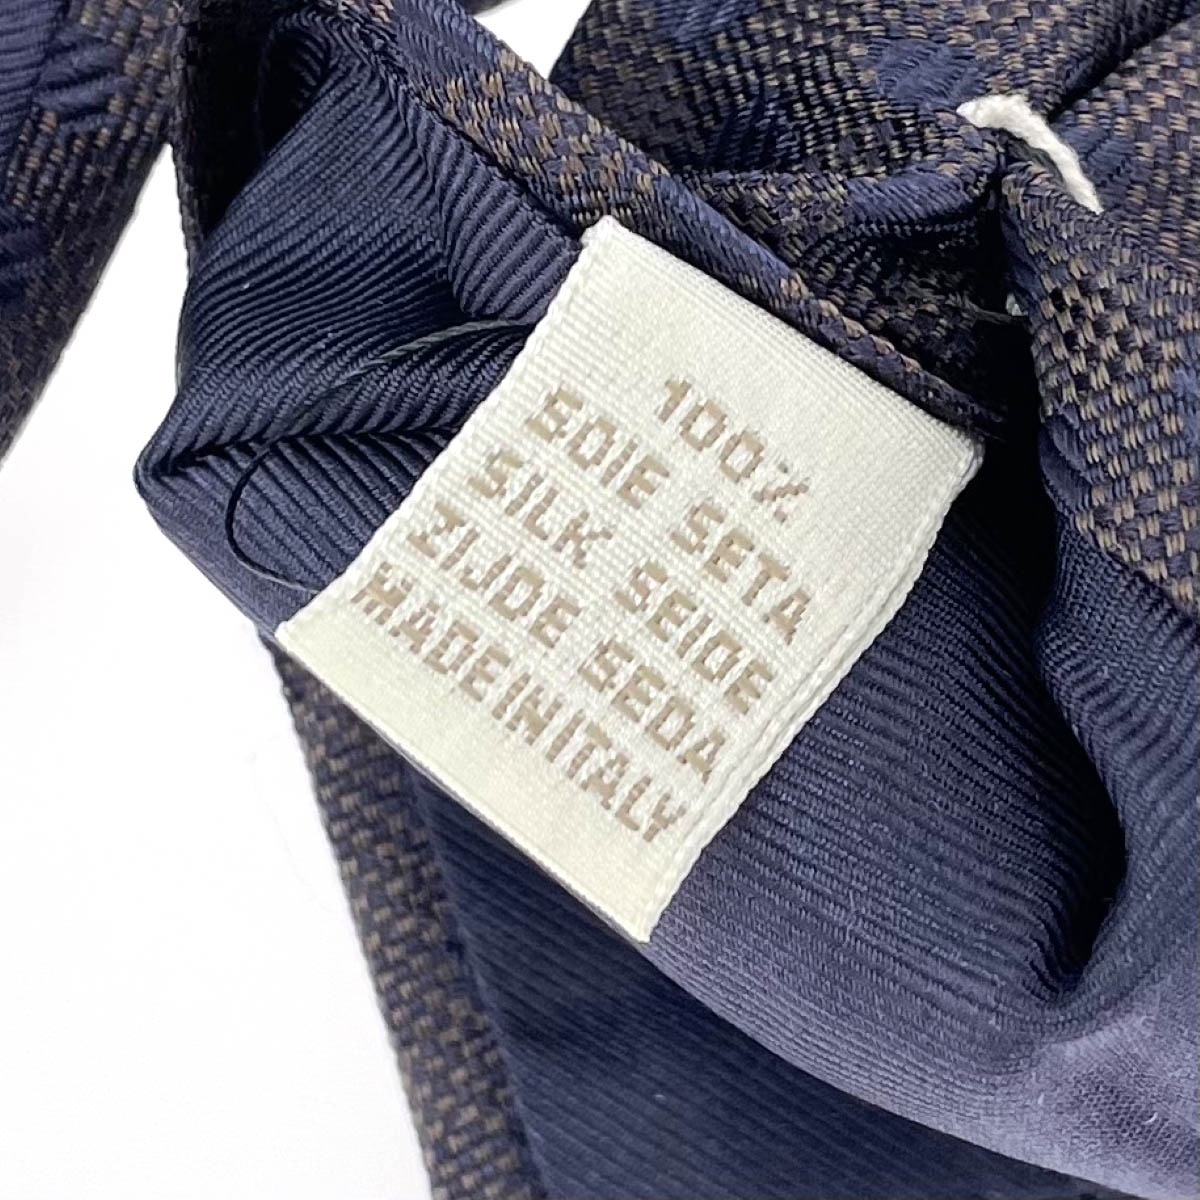 100%
SOIE SETA
SILK SEIDE
ZIJDE SEDA
MADE IN ITALY